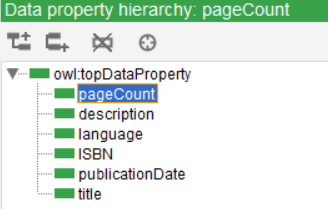 Data property hierarchy: pageCount
owl:topDataProperty
pageCount
description
language
ISBN
publicationDate
title